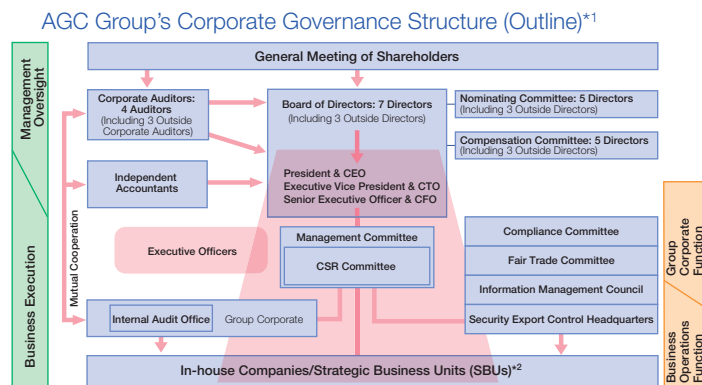 AGC Group's Corporate Governance Structure (Outline)*1
General Meeting of Shareholders
Management
Oversight
Business Execution
Mutual Cooperation
Corporate Auditors:
4 Auditors
(Including 3 Outside
Corporate Auditors)
Board of Directors: 7 Directors
(Including 3 Outside Directors)
Nominating Committee: 5 Directors
(Including 3 Outside Directors)
Compensation Committee: 5 Directors
(Including 3 Outside Directors)
Independent
Accountants
President & CEO
Executive Vice President & CTO
Senior Executive Officer & CFO
Executive Officers
Management Committee
CSR Committee
Compliance Committee
Fair Trade Committee
Information Management Council
Security Export Control Headquarters
Group
Corporate
Function
Business
Operations
Function
Internal Audit Office
Group Corporate
In-house Companies/Strategic Business Units (SBUs)*2